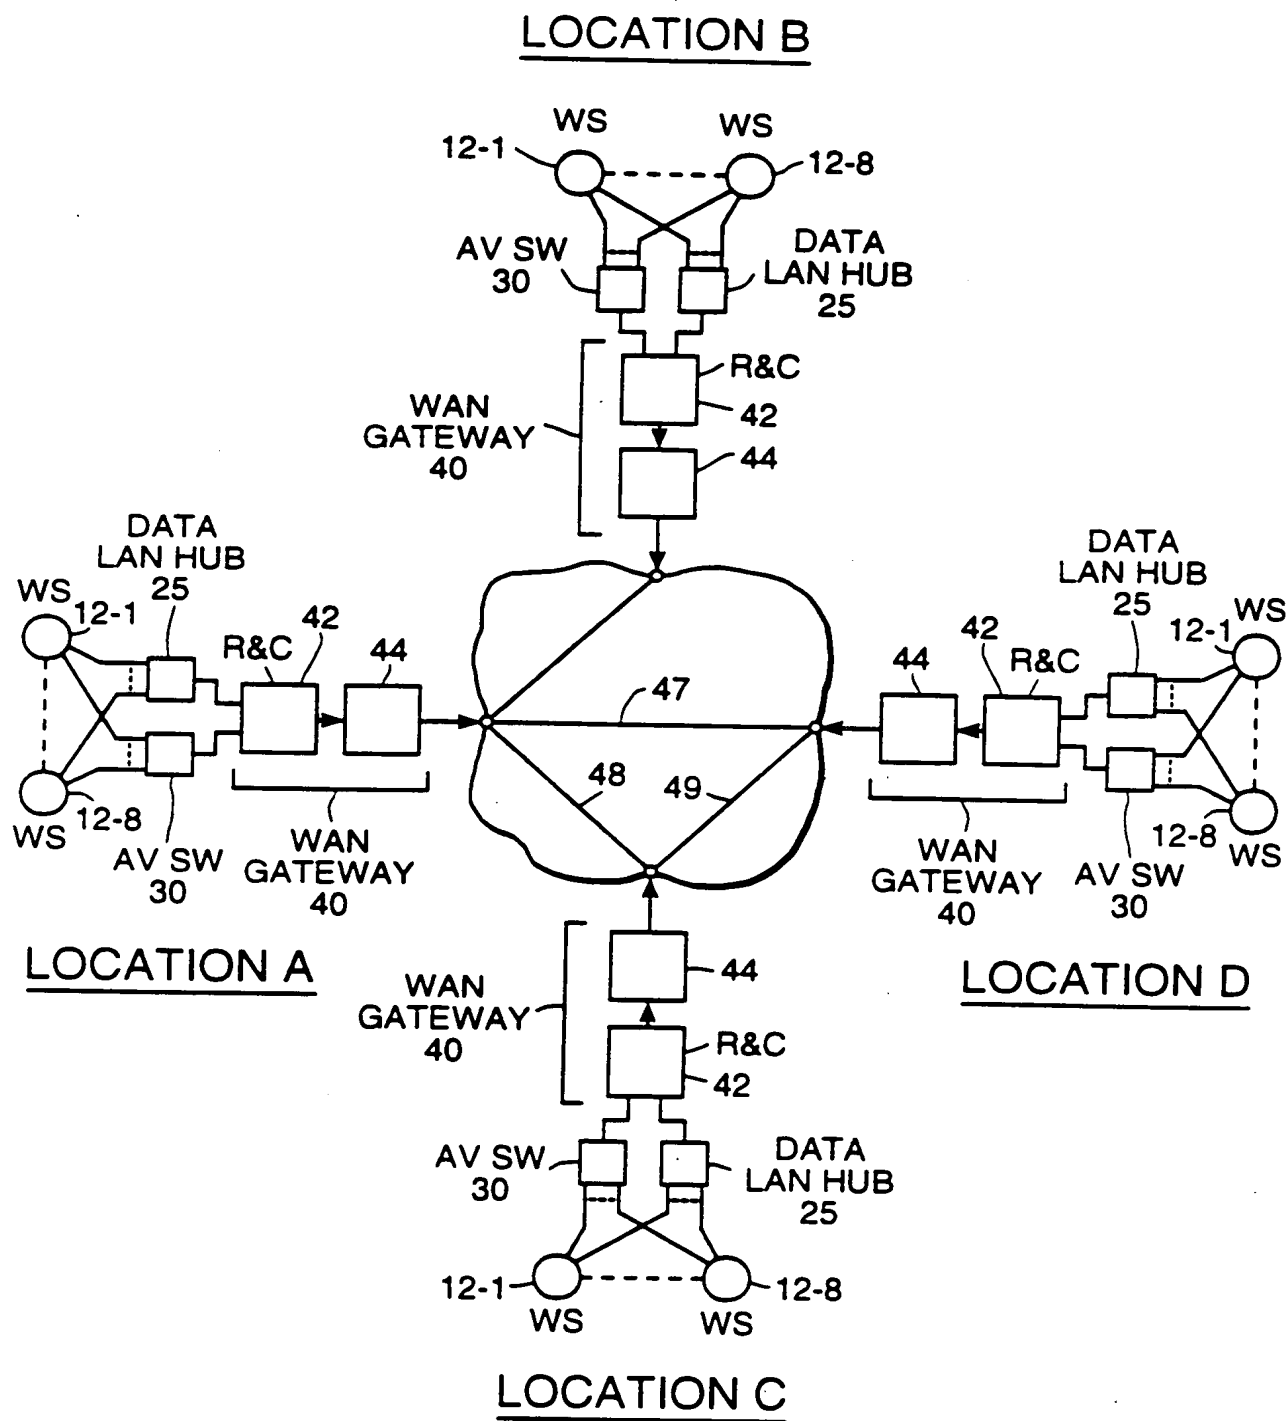 LOCATION B
WS
WS
12-1
12-8
AV SW
30
DATA
LAN HUB
25
R&C
42
WAN
GATEWAY
40
44
DATA
LAN HUB
25
WS
12-1
R&C
42
44
12-8
WS
AV SW
30
WAN
GATEWAY
40
LOCATION A
47
48
49
DATA
LAN HUB
25
WS
12-1
42
R&C
44
12-8
WS
WAN
GATEWAY
40
AV SW
30
LOCATION D
WAN
GATEWAY
40
44
R&C
42
AV SW
30
DATA
LAN HUB
25
12-1
12-8
WS
WS
LOCATION C